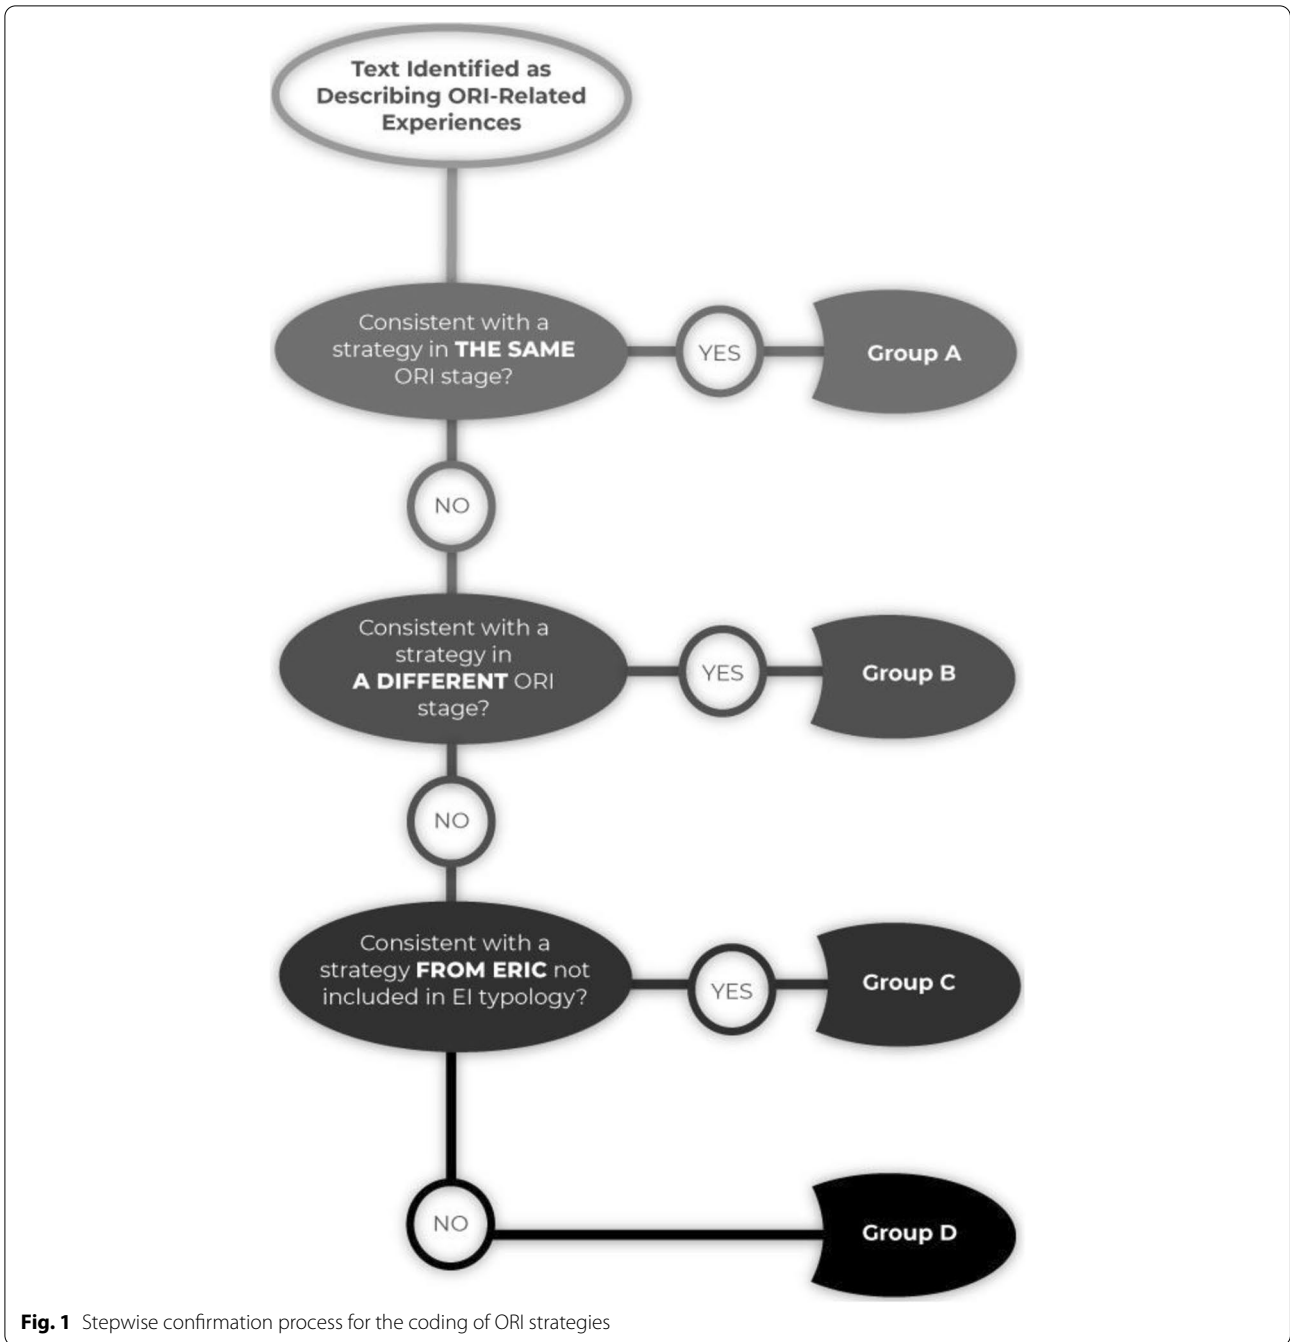 Text Identified as
Describing ORI-Related
Experiences
Consistent with a
strategy in THE SAME
ORI stage?
YES
Group A
NO
Consistent with a
strategy in
A DIFFERENT ORI
stage?
YES
Group B
NO
Consistent with a
strategy FROM ERIC not
included in EI typology?
YES
Group C
NO
Group D
Fig. 1 Stepwise confirmation process for the coding of ORI strategies